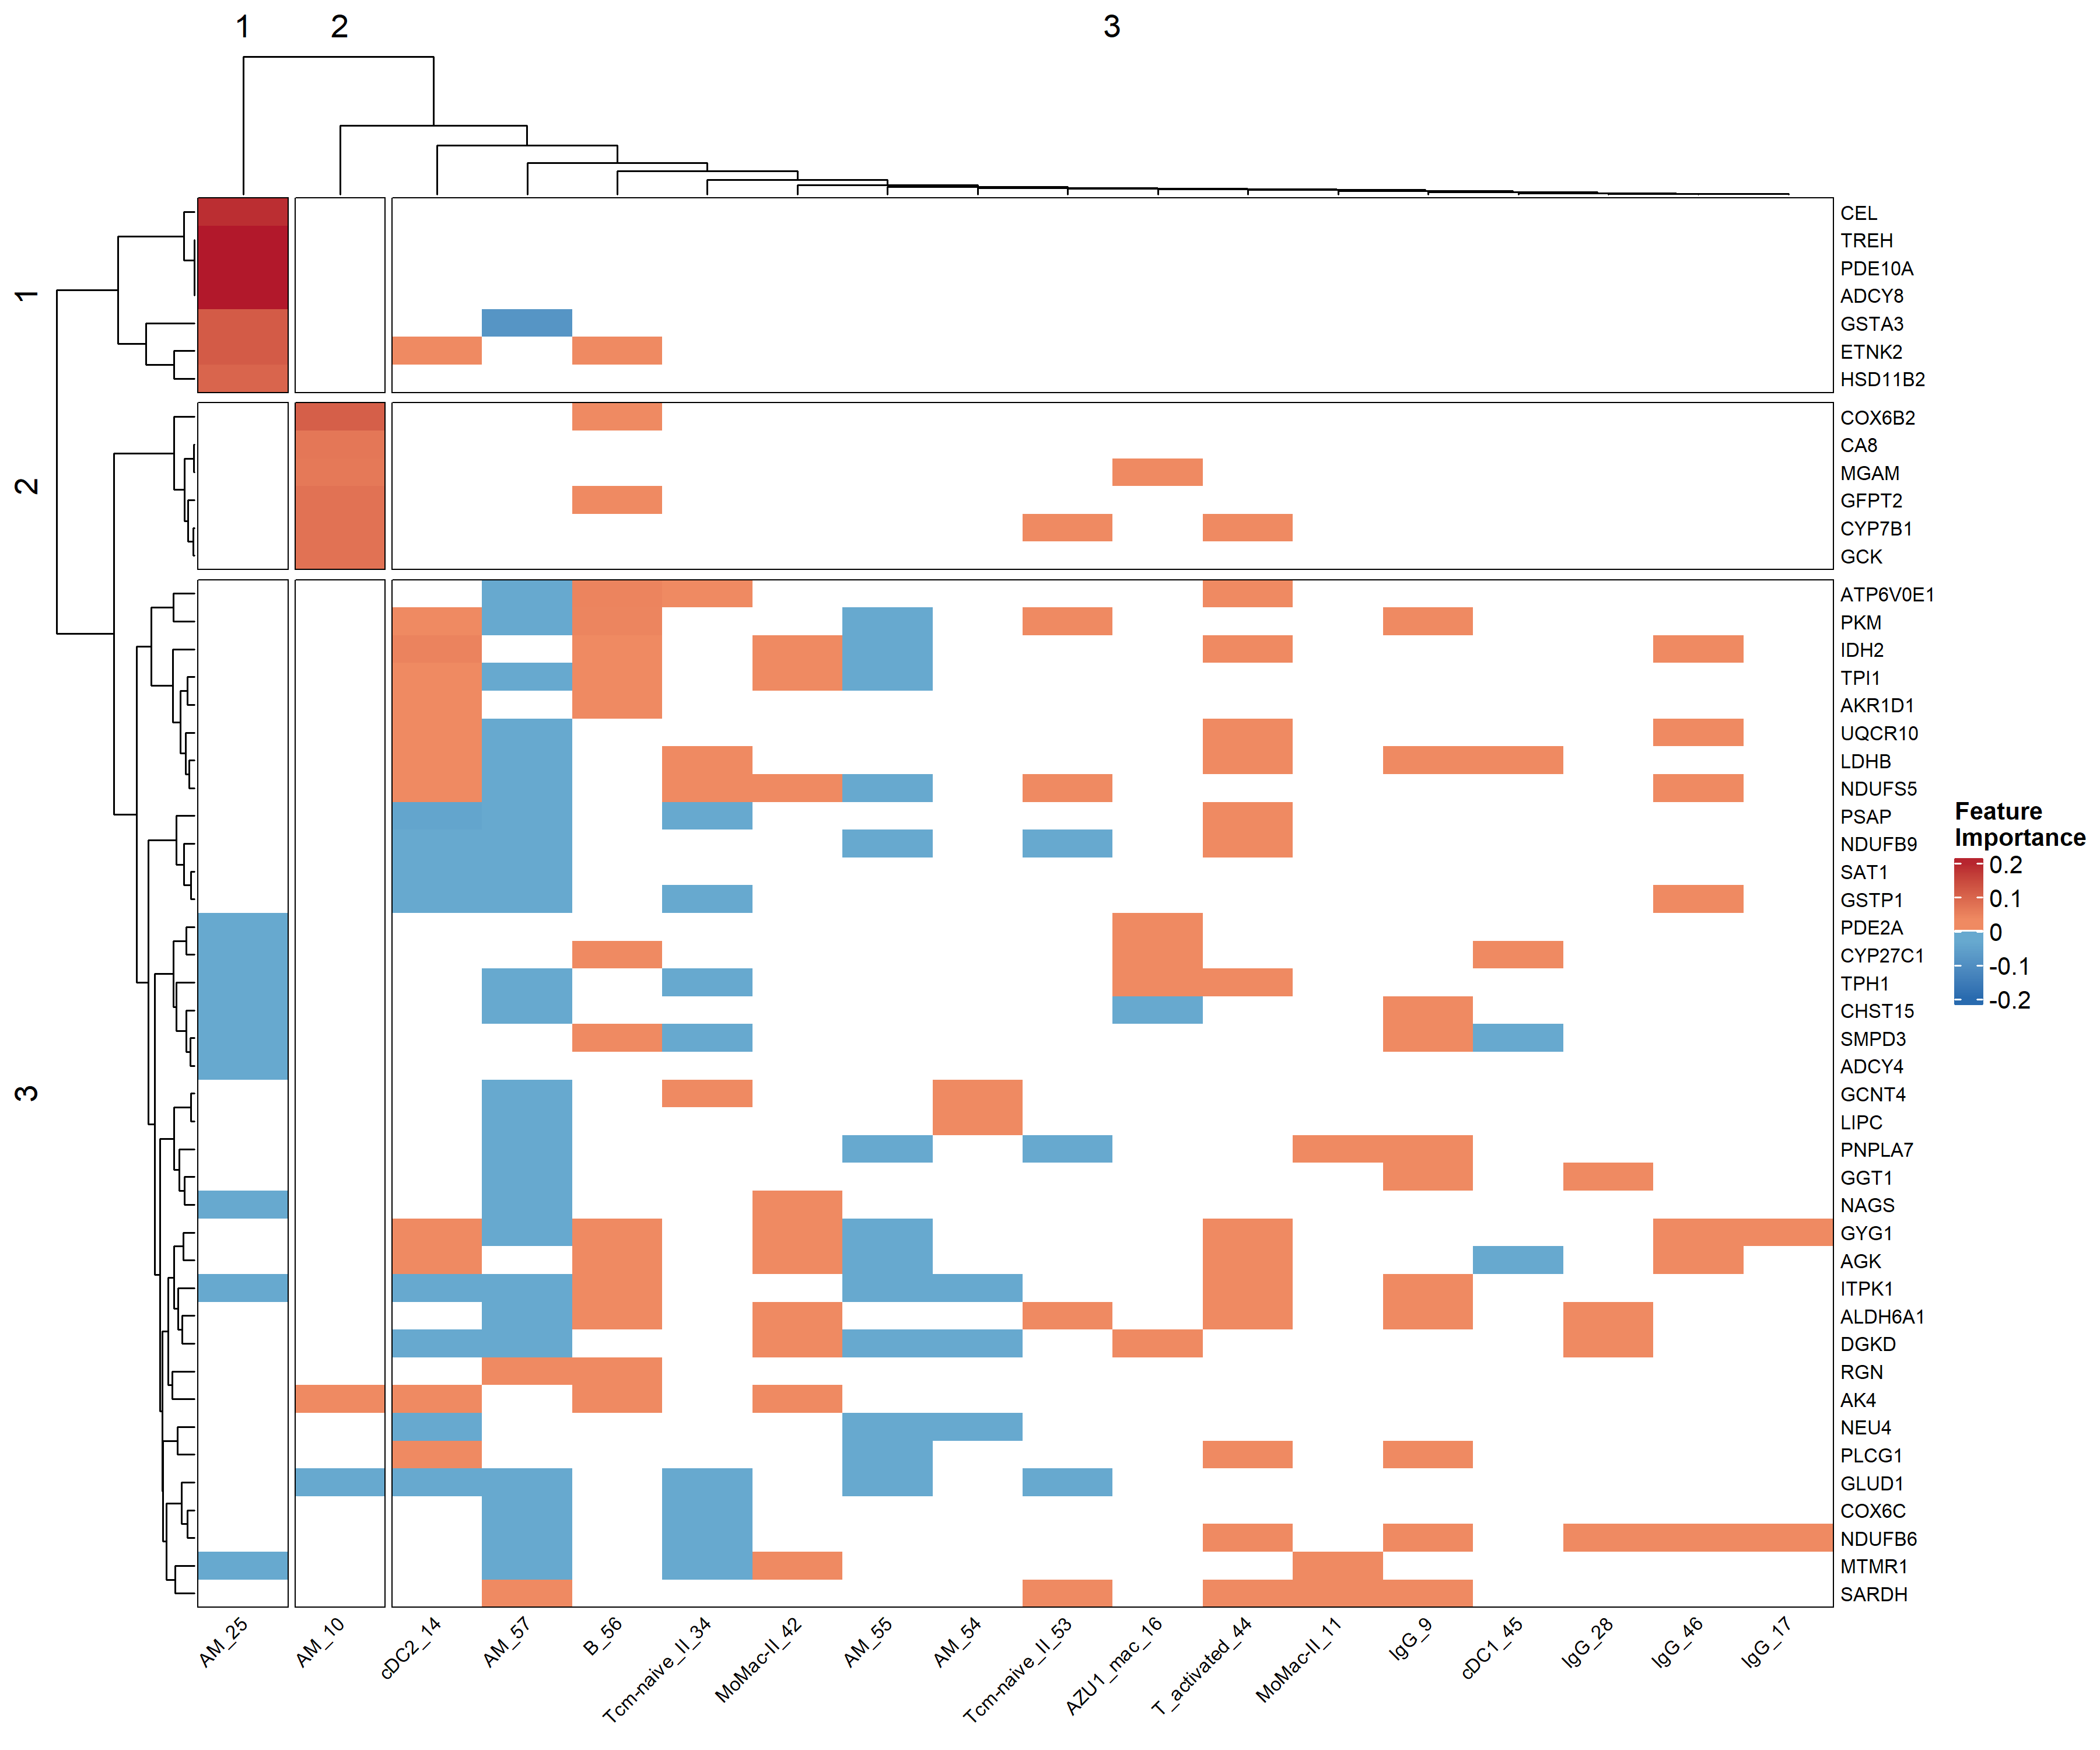 1 2 3
1
2
3
CEL
TREH
PDE10A
ADCY8
GSTA3
ETNK2
HSD11B2
COX6B2
CA8
MGAM
GFPT2
CYP7B1
GCK
ATP6V0E1
PKM
IDH2
TPI1
AKR1D1
UQCR10
LDHB
NDUFS5
PSAP
NDUFB9
SAT1
GSTP1
PDE2A
CYP27C1
TPH1
CHST15
SMPD3
ADCY4
GCNT4
LIPC
PNPLA7
GGT1
NAGS
GYG1
AGK
ITPK1
ALDH6A1
DGKD
RGN
AK4
NEU4
PLCG1
GLUD1
COX6C
NDUFB6
MTMR1
SARDH
Feature
Importance
0.2
0.1
0
-0.1
-0.2
AM_25
AM_10
cDC2_14
AM_57
B_56
Tcm-naive_II_34
MoMac-II_42
AM_55
AM_54
Tcm-naive_II_53
AZU1_mac_16
T_activated_44
MoMac-II_11
IgG_9
cDC1_45
IgG_28
IgG_46
IgG_17